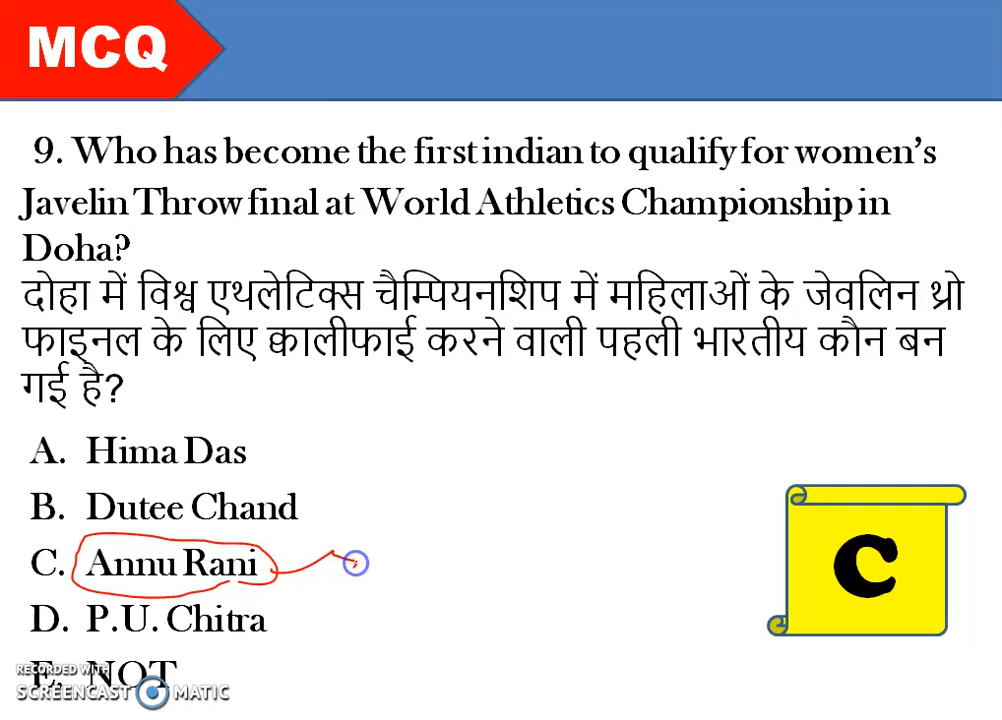 MCQ
9. Who has become the first indian to qualify for women's
Javelin Throw final at World Athletics Championship in
Doha?
दोहा में विश्व एथलेटिक्स चैम्पियनशिप में महिलाओं के जेवलिन थ्रो
फाइनल के लिए क्वालीफाई करने वाली पहली भारतीय कौन बन
गई है?
A. Hima Das
B. Dutee Chand
C. Annu Rani
D. P.U. Chitra
E. NOT
C
RECORDED WITH
SCREENCAST MATIC